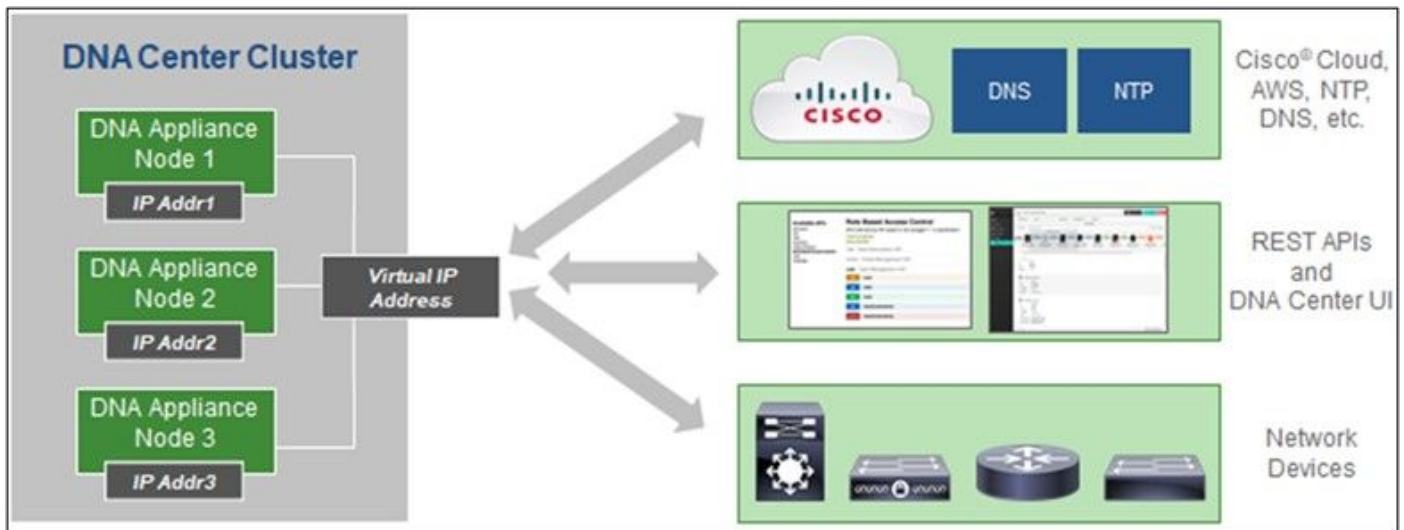 DNA Center Cluster
DNA Appliance
Node 1
IP Addr1
DNA Appliance
Node 2
IP Addr2
DNA Appliance
Node 3
IP Addr3
Virtual IP
Address
CISCO
DNS
NTP
Cisco® Cloud,
AWS, NTP,
DNS, etc.
Role Based Access Control
REST APIs
and
DNA Center UI
Network
Devices